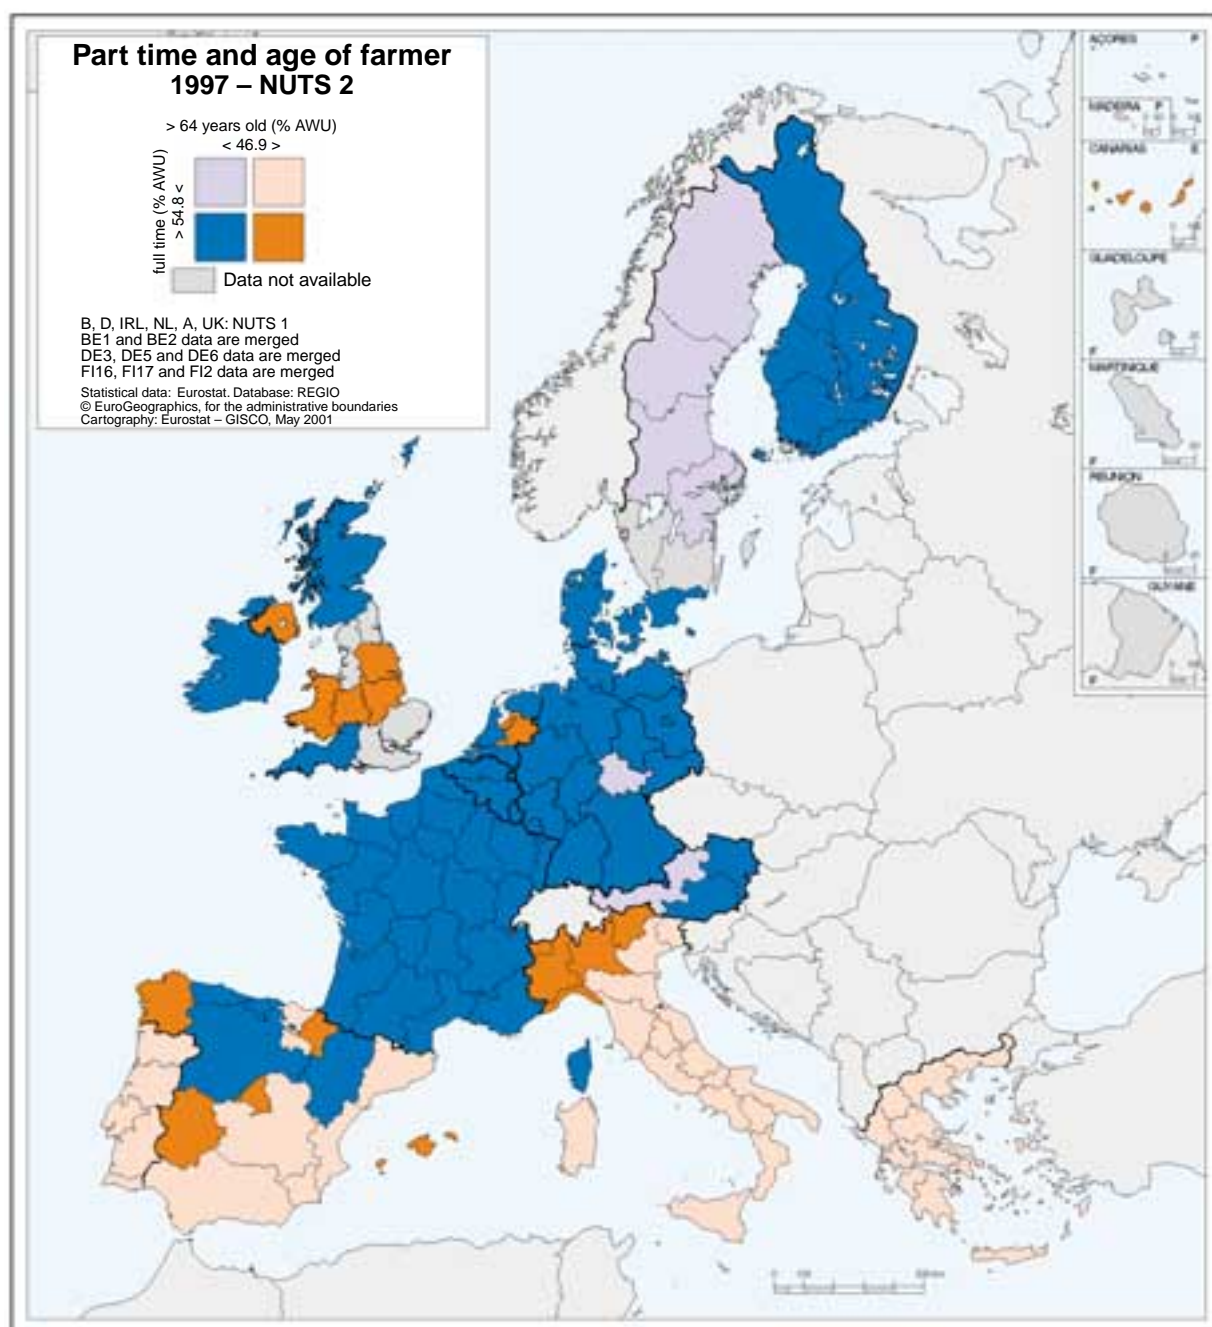 Part time and age of farmer
1997 – NUTS 2
> 64 years old (% AWU)
< 46.9 >
full time (% AWU)
> 54.8 <
Data not available
B, D, IRL, NL, A, UK: NUTS 1
BE1 and BE2 data are merged
DE3, DE5 and DE6 data are merged
FI16, FI17 and FI2 data are merged
Statistical data: Eurostat. Database: REGIO
© EuroGeographics, for the administrative boundaries
Cartography: Eurostat – GISCO, May 2001
AÇORES P
MADEIRA P
CANARIAS E
GUADELOUPE
F
MARTINIQUE
F
REUNION
F
GUYANE
F